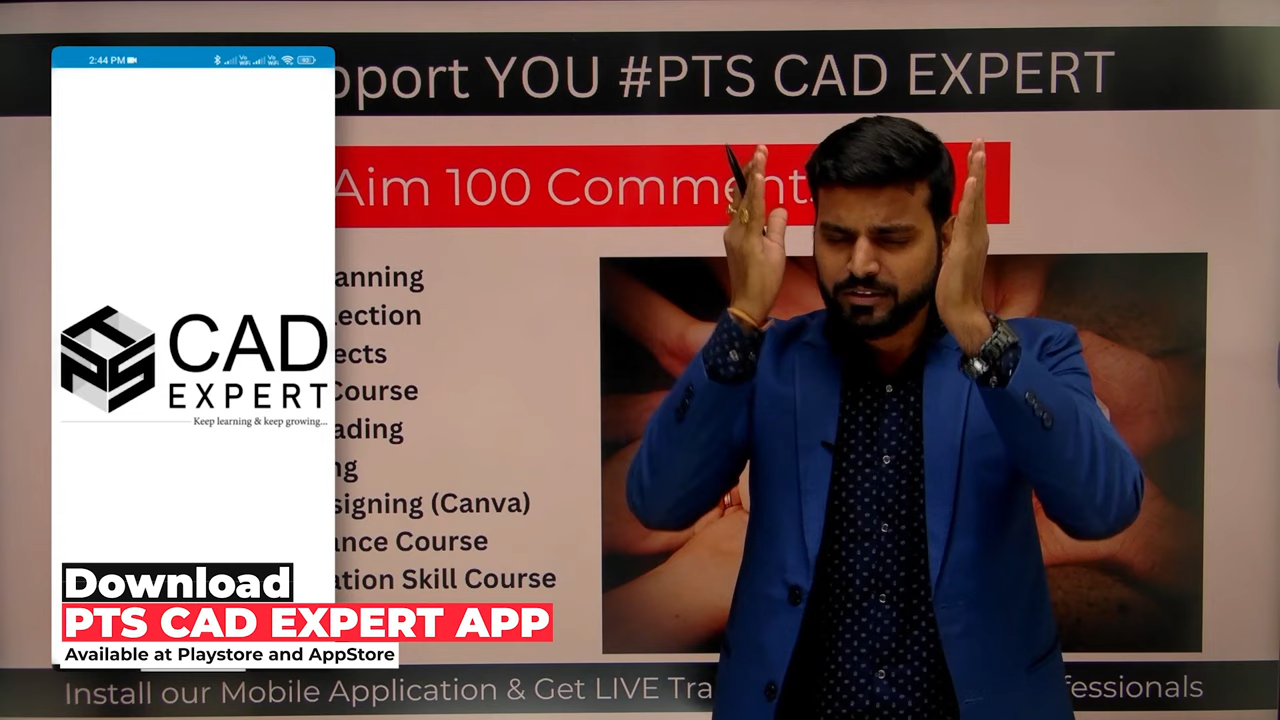 2:44 PM
pport YOU #PTS CAD EXPERT
Aim 100 Comment
anning
ection
ects
Course
ading
ng
signing (Canva)
ance Course
ation Skill Course
PTS
CAD
EXPERT
Keep learning & keep growing...
Download
PTS CAD EXPERT APP
Available at Playstore and AppStore
Install our Mobile Application & Get LIVE Tra
fessionals